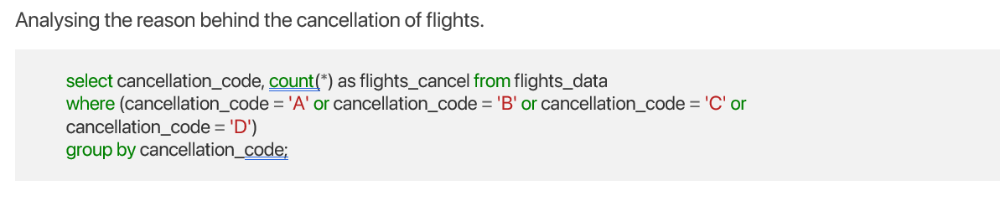 Analysing the reason behind the cancellation of flights.
select cancellation_code, count(*) as flights_cancel from flights_data
where (cancellation_code = 'A' or cancellation_code = 'B' or cancellation_code = 'C' or
cancellation_code = 'D')
group by cancellation_code;